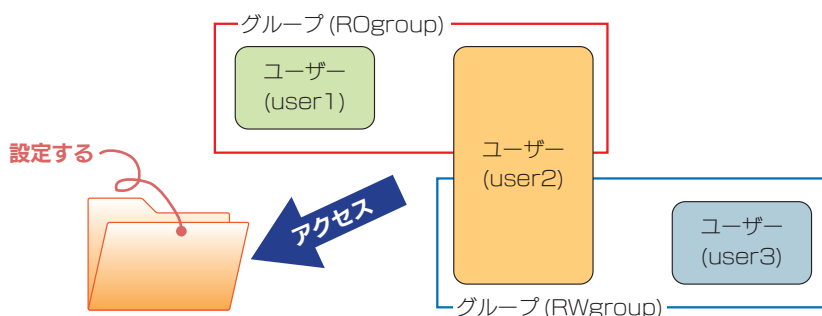 グループ(ROgroup)
ユーザー
(user1)
ユーザー
(user2)
設定する
アクセス
ユーザー
(user3)
グループ(RWgroup)